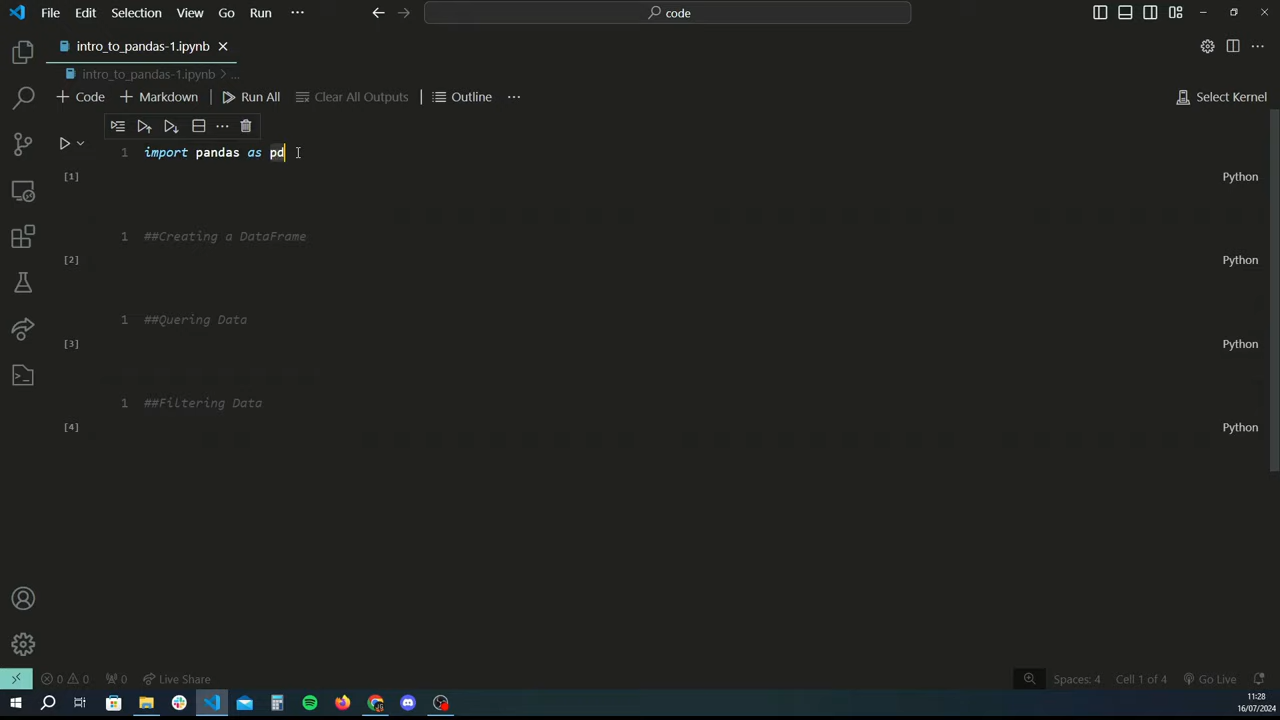 File Edit Selection View Go Run ··· code
intro_to_pandas-1.ipynb
intro_to_pandas-1.ipynb > ...
+ Code + Markdown | Run All Clear All Outputs | Outline ··· Select Kernel
1 import pandas as pd
[1] Python
1 ##Creating a DataFrame
[2] Python
1 ##Quering Data
[3] Python
1 ##Filtering Data
[4] Python
0 0 0 Live Share Spaces: 4 Cell 1 of 4 Go Live
11:28
16/07/2024